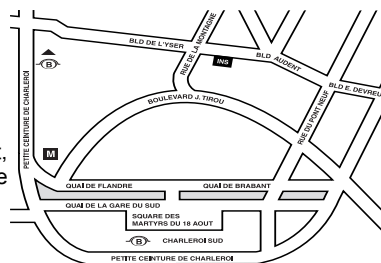 BLD DE L'YSER
RUE DE LA MONTAGNE
INS
BLD AUDENT
BLD E. DEVREU
PETITE CEINTURE DE CHARLEROI
B
BOULEVARD J. TIROU
RUE DU PONT NEUF
M
QUAI DE FLANDRE
QUAI DE BRABANT
QUAI DE LA GARE DU SUD
SQUARE DES
MARTYRS DU 18 AOUT
B CHARLEROI SUD
PETITE CEINTURE DE CHARLEROI